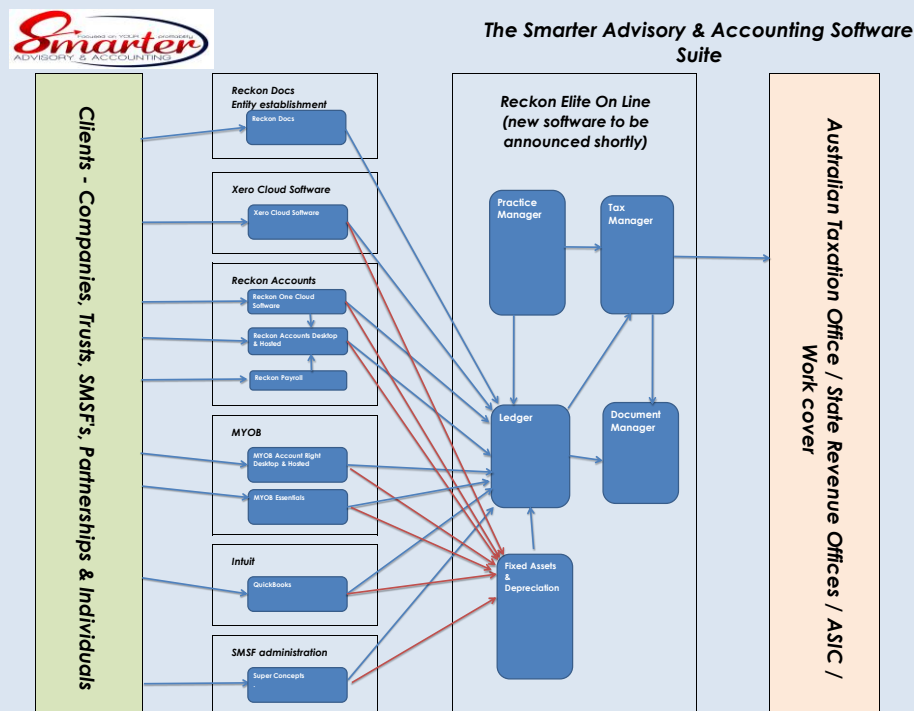 Focused on YOUR profitability
Smarter
ADVISORY & ACCOUNTING
The Smarter Advisory & Accounting Software
Suite
Clients - Companies, Trusts, SMSF's, Partnerships & Individuals
Reckon Docs
Entity establishment
Reckon Docs
Xero Cloud Software
Xero Cloud Software
Reckon Accounts
Reckon One Cloud
Software
Reckon Accounts Desktop
& Hosted
Reckon Payroll
MYOB
MYOB Account Right
Desktop & Hosted
MYOB Essentials
Intuit
QuickBooks
SMSF administration
Super Concepts
.
Reckon Elite On Line
(new software to be
announced shortly)
Practice
Manager
Tax
Manager
Ledger
Document
Manager
Fixed Assets
&
Depreciation
Australian Taxation Office / State Revenue Offices / ASIC /
Work cover